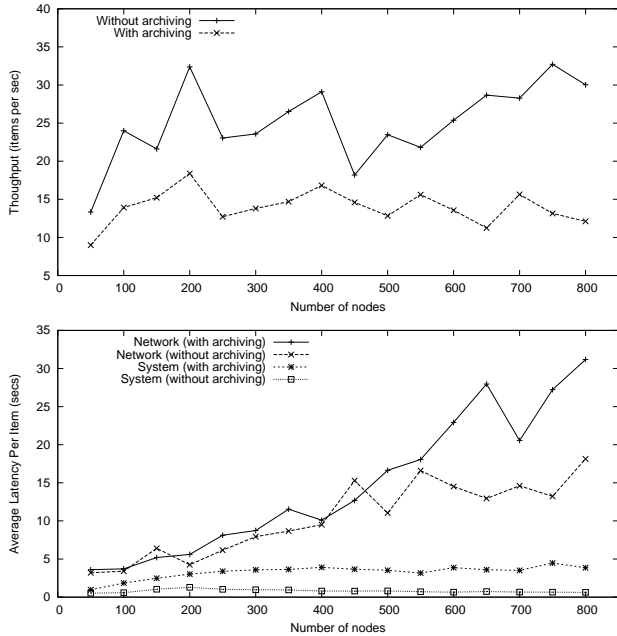 40
35
30
25
20
15
10
5
Thoughput (items per sec)
Without archiving
With archiving
0 100 200 300 400 500 600 700 800
Number of nodes
35
30
25
20
15
10
5
0
Average Latency Per Item (secs)
Network (with archiving)
Network (without archiving)
System (with archiving)
System (without archiving)
0 100 200 300 400 500 600 700 800
Number of nodes